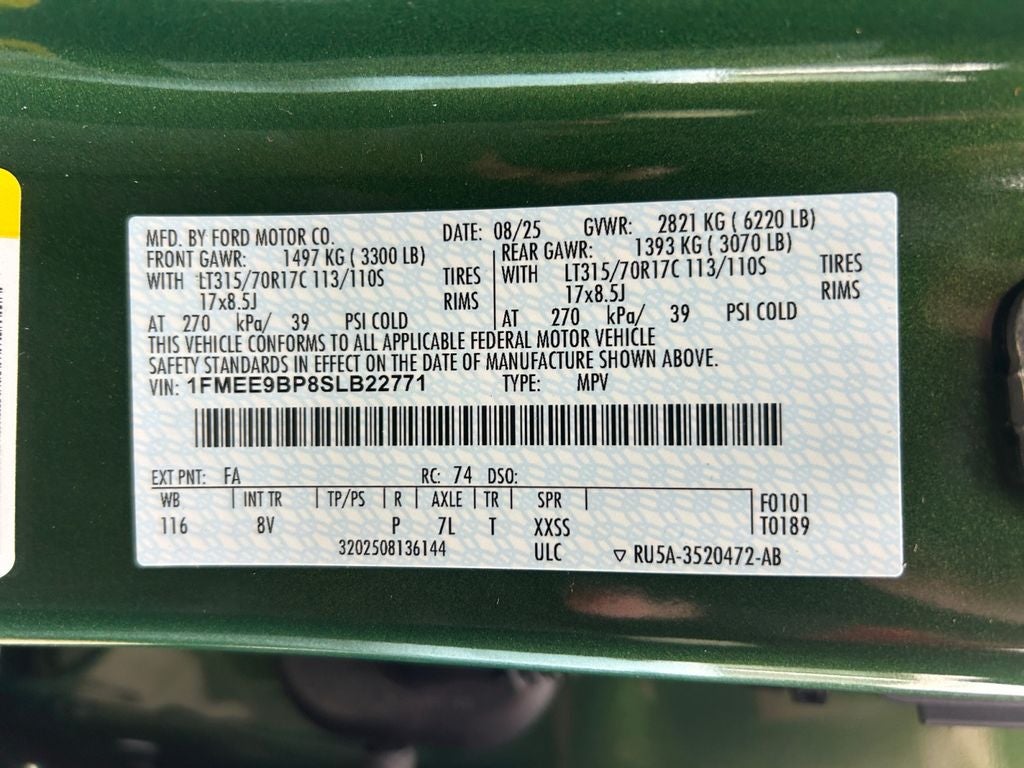 MFD. BY FORD MOTOR CO. DATE: 08/25 GVWR: 2821 KG ( 6220 LB)
FRONT GAWR: 1497 KG ( 3300 LB) REAR GAWR: 1393 KG ( 3070 LB)
WITH LT315/70R17C 113/110S TIRES WITH LT315/70R17C 113/110S TIRES
17x8.5J RIMS 17x8.5J RIMS
AT 270 kPa/ 39 PSI COLD AT 270 kPa/ 39 PSI COLD
THIS VEHICLE CONFORMS TO ALL APPLICABLE FEDERAL MOTOR VEHICLE
SAFETY STANDARDS IN EFFECT ON THE DATE OF MANUFACTURE SHOWN ABOVE.
VIN: 1FMEE9BP8SLB22771 TYPE: MPV
EXT PNT: FA RC: 74 DSO:
WB INT TR TP/PS R AXLE TR SPR F0101
116 8V P 7L T XXSS T0189
3202508136144 ULC ▽ RU5A-3520472-AB